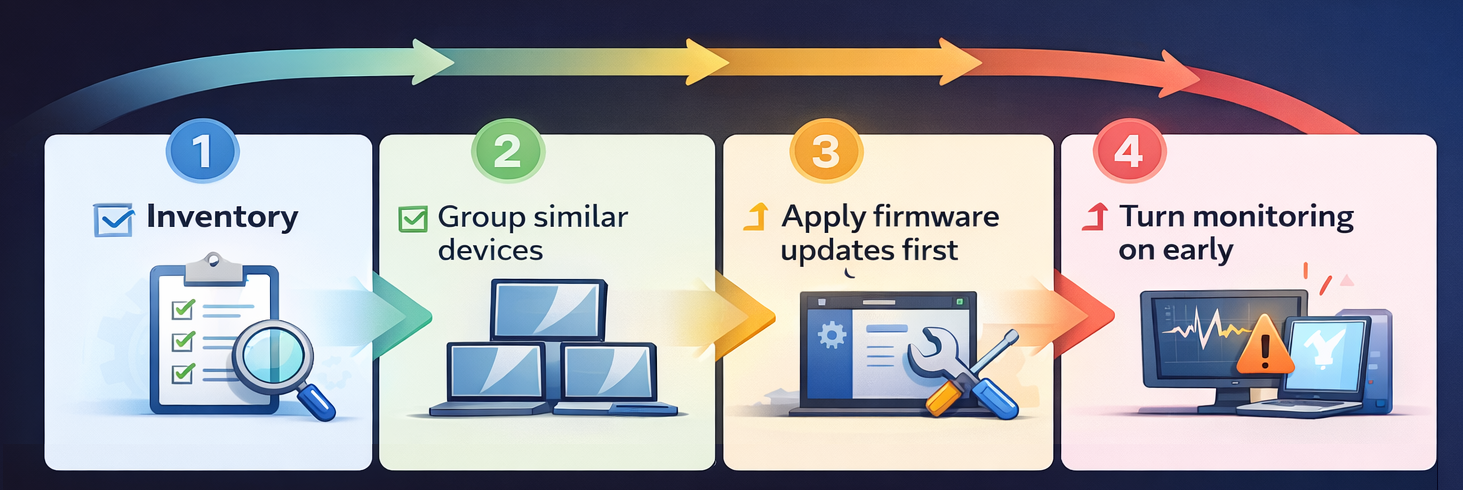 1
Inventory
2
Group similar
devices
3
Apply firmware
updates first
4
Turn monitoring
on early